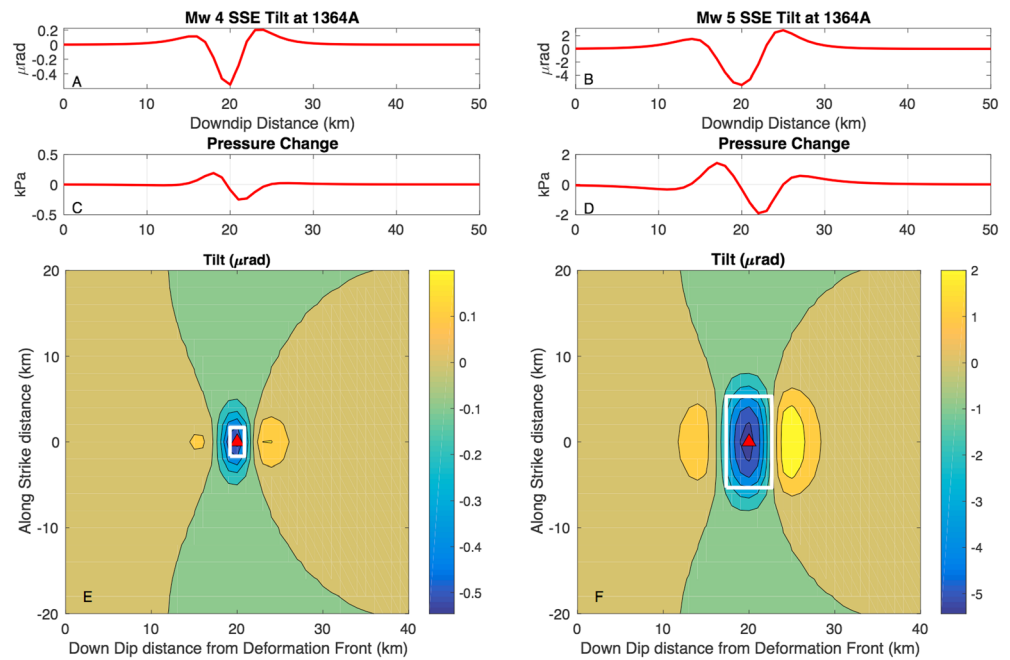 Mw 4 SSE Tilt at 1364A
μrad
0.2
0
-0.2
-0.4
A
0 10 20 30 40 50
Downdip Distance (km)
Mw 5 SSE Tilt at 1364A
μrad
2
0
-2
-4
B
0 10 20 30 40 50
Downdip Distance (km)
Pressure Change
kPa
0.5
0
-0.5
C
0 10 20 30 40 50
Pressure Change
kPa
2
0
-2
D
0 10 20 30 40 50
Tilt (μrad)
Along Strike distance (km)
20
10
0
-10
-20
E
0 10 20 30 40
Down Dip distance from Deformation Front (km)
0.1
0
-0.1
-0.2
-0.3
-0.4
-0.5
Tilt (μrad)
Along Strike distance (km)
20
10
0
-10
-20
F
0 10 20 30 40
Down Dip distance from Deformation Front (km)
2
1
0
-1
-2
-3
-4
-5